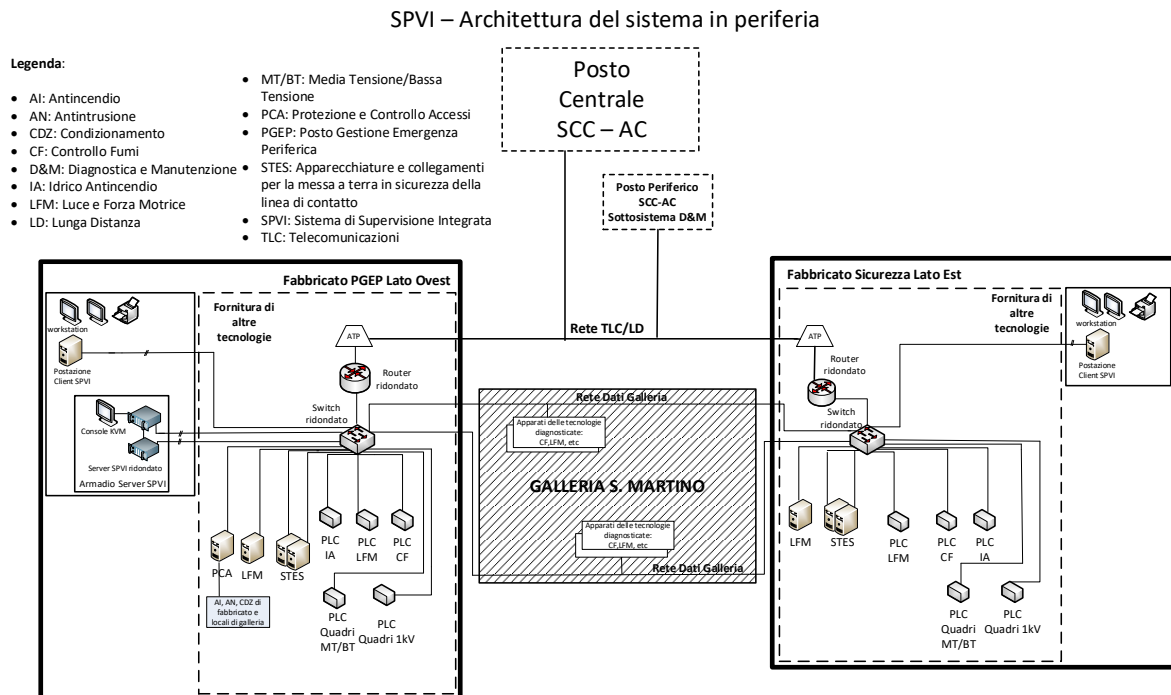 SPVI – Architettura del sistema in periferia
Legenda:
• AI: Antincendio
• AN: Antintrusione
• CDZ: Condizionamento
• CF: Controllo Fumi
• D&M: Diagnostica e Manutenzione
• IA: Idrico Antincendio
• LFM: Luce e Forza Motrice
• LD: Lunga Distanza
• MT/BT: Media Tensione/Bassa
Tensione
• PCA: Protezione e Controllo Accessi
• PGEP: Posto Gestione Emergenza
Periferica
• STES: Apparecchiature e collegamenti
per la messa a terra in sicurezza della
linea di contatto
• SPVI: Sistema di Supervisione Integrata
• TLC: Telecomunicazioni
Posto
Centrale
SCC – AC
Posto Periferico
SCC-AC
Sottosistema D&M
Rete TLC/LD
Fabbricato PGEP Lato Ovest
workstation
Postazione
Client SPVI
Console KVM
Server SPVI ridondato
Armadio Server SPVI
Fornitura di
altre
tecnologie
ATP
Router
ridondato
Switch
ridondato
PCA
LFM
STES
PLC
IA
PLC
LFM
PLC
CF
AI, AN, CDZ di
fabbricato e
locali di galleria
PLC
Quadri
MT/BT
PLC
Quadri 1kV
Rete Dati Galleria
Apparati delle tecnologie
diagnosticate:
CF,LFM, etc
GALLERIA S. MARTINO
Apparati delle tecnologie
diagnosticate:
CF,LFM, etc
Rete Dati Galleria
Fabbricato Sicurezza Lato Est
Fornitura di
altre
tecnologie
workstation
Postazione
Client SPVI
ATP
Router
ridondato
Switch
ridondato
LFM
STES
PLC
LFM
PLC
CF
PLC
IA
PLC
Quadri
MT/BT
PLC
Quadri 1kV